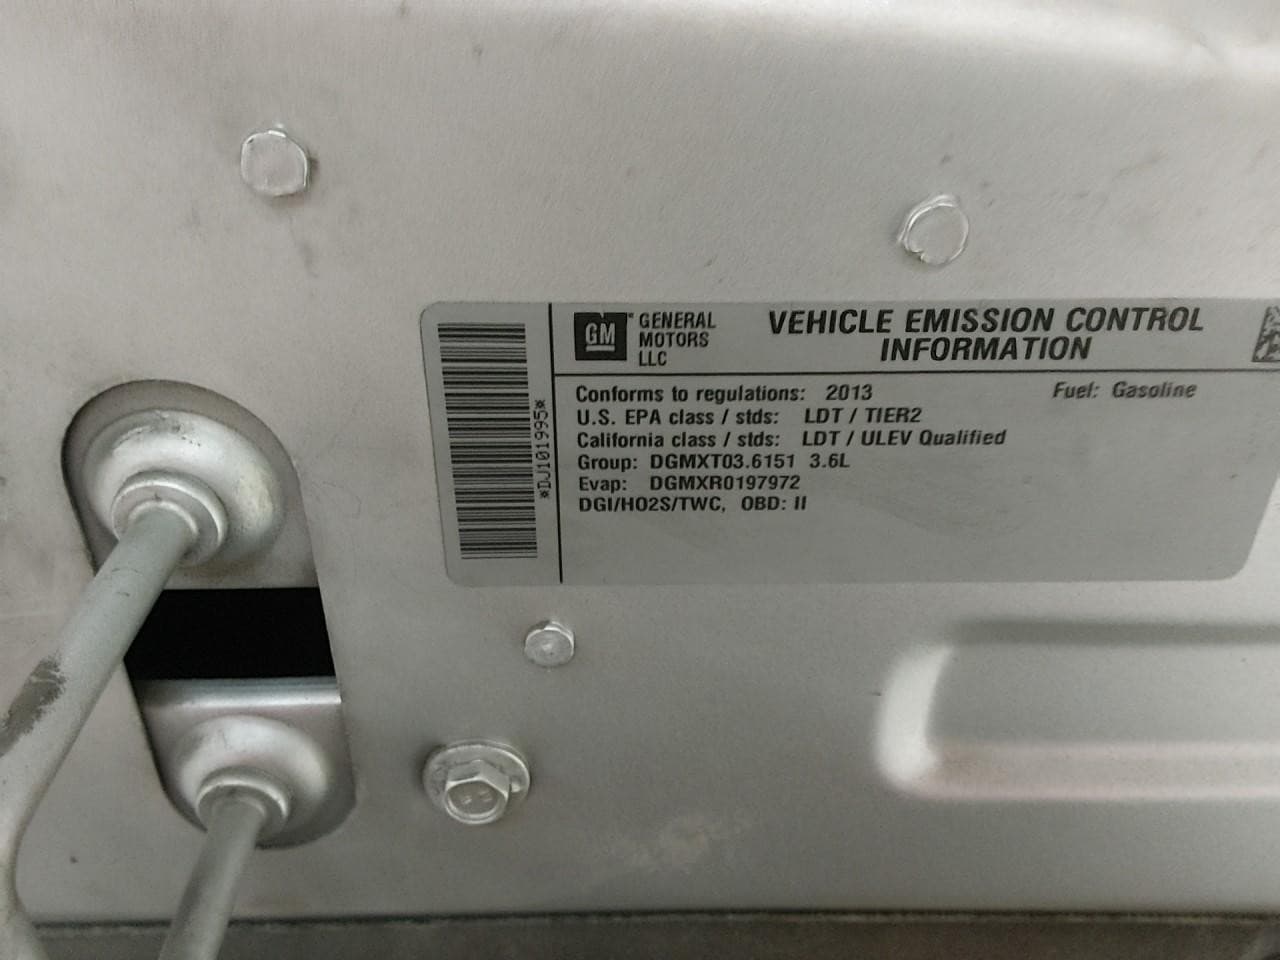 GM GENERAL
MOTORS
LLC
VEHICLE EMISSION CONTROL
INFORMATION
Conforms to regulations: 2013 Fuel: Gasoline
U.S. EPA class / stds: LDT / TIER2
California class / stds: LDT / ULEV Qualified
Group: DGMXT03.6151 3.6L
Evap: DGMXR0197972
DGI/HO2S/TWC, OBD: II
*DJ101995*